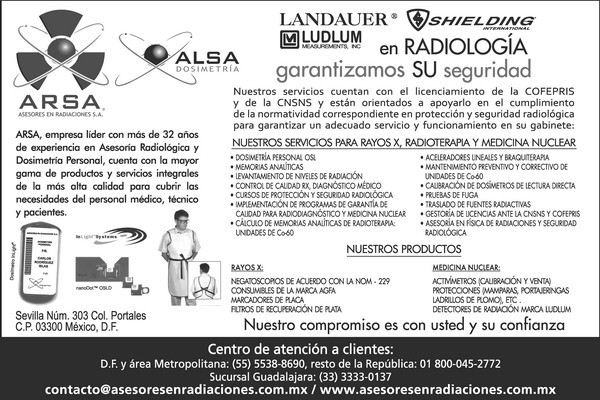 ARSA®
ASESORES EN RADIACIONES S.A.
ALSA
DOSIMETRÍA
LANDAUER®
SHIELDING
INTERNATIONAL
LUDLUM
MEASUREMENTS, INC
en RADIOLOGÍA
garantizamos SU seguridad
Nuestros servicios cuentan con el licenciamiento de la COFEPRIS
y de la CNSNS y están orientados a apoyarlo en el cumplimiento
de la normatividad correspondiente en protección y seguridad radiológica
para garantizar un adecuado servicio y funcionamiento en su gabinete:
ARSA, empresa líder con más de 32 años
de experiencia en Asesoría Radiológica y
Dosimetría Personal, cuenta con la mayor
gama de productos y servicios integrales
de la más alta calidad para cubrir las
necesidades del personal médico, técnico
y pacientes.
NUESTROS SERVICIOS PARA RAYOS X, RADIOTERAPIA Y MEDICINA NUCLEAR
• DOSIMETRÍA PERSONAL OSL
• MEMORIAS ANALÍTICAS
• LEVANTAMIENTO DE NIVELES DE RADIACIÓN
• CONTROL DE CALIDAD RX, DIAGNÓSTICO MÉDICO
• CURSOS DE PROTECCIÓN Y SEGURIDAD RADIOLÓGICA
• IMPLEMENTACIÓN DE PROGRAMAS DE GARANTÍA DE
CALIDAD PARA RADIODIAGNÓSTICO Y MEDICINA NUCLEAR
• CÁLCULO DE MEMORIAS ANALÍTICAS DE RADIOTERAPIA:
UNIDADES DE Co-60
• ACELERADORES LINEALES Y BRAQUITERAPIA
• MANTENIMIENTO PREVENTIVO Y CORRECTIVO DE
UNIDADES DE Co-60
• CALIBRACIÓN DE DOSÍMETROS DE LECTURA DIRECTA
• PRUEBAS DE FUGA
• TRASLADO DE FUENTES RADIACTIVAS
• GESTORÍA DE LICENCIAS ANTE LA CNSNS Y COFEPRIS
• ASESORÍA EN FÍSICA DE RADIACIONES Y SEGURIDAD
RADIOLÓGICA
NUESTROS PRODUCTOS
RAYOS X:
NEGATOSCOPIOS DE ACUERDO CON LA NOM - 229
CONSUMIBLES DE LA MARCA AGFA
MARCADORES DE PLACA
FILTROS DE RECUPERACIÓN DE PLATA
MEDICINA NUCLEAR:
ACTIVÍMETROS (CALIBRACIÓN Y VENTA)
PROTECCIONES (MAMPARAS, PORTAJERINGAS
LADRILLOS DE PLOMO), ETC .
DETECTORES DE RADIACIÓN MARCA LUDLUM
Dosímetro InLight®
InLight Systems
nanoDot™ OSLD
Sevilla Núm. 303 Col. Portales
C.P. 03300 México, D.F.
Nuestro compromiso es con usted y su confianza
Centro de atención a clientes:
D.F. y área Metropolitana: (55) 5538-8690, resto de la República: 01 800-045-2772
Sucursal Guadalajara: (33) 3333-0137
contacto@asesoresenradiaciones.com.mx / www.asesoresenradiaciones.com.mx